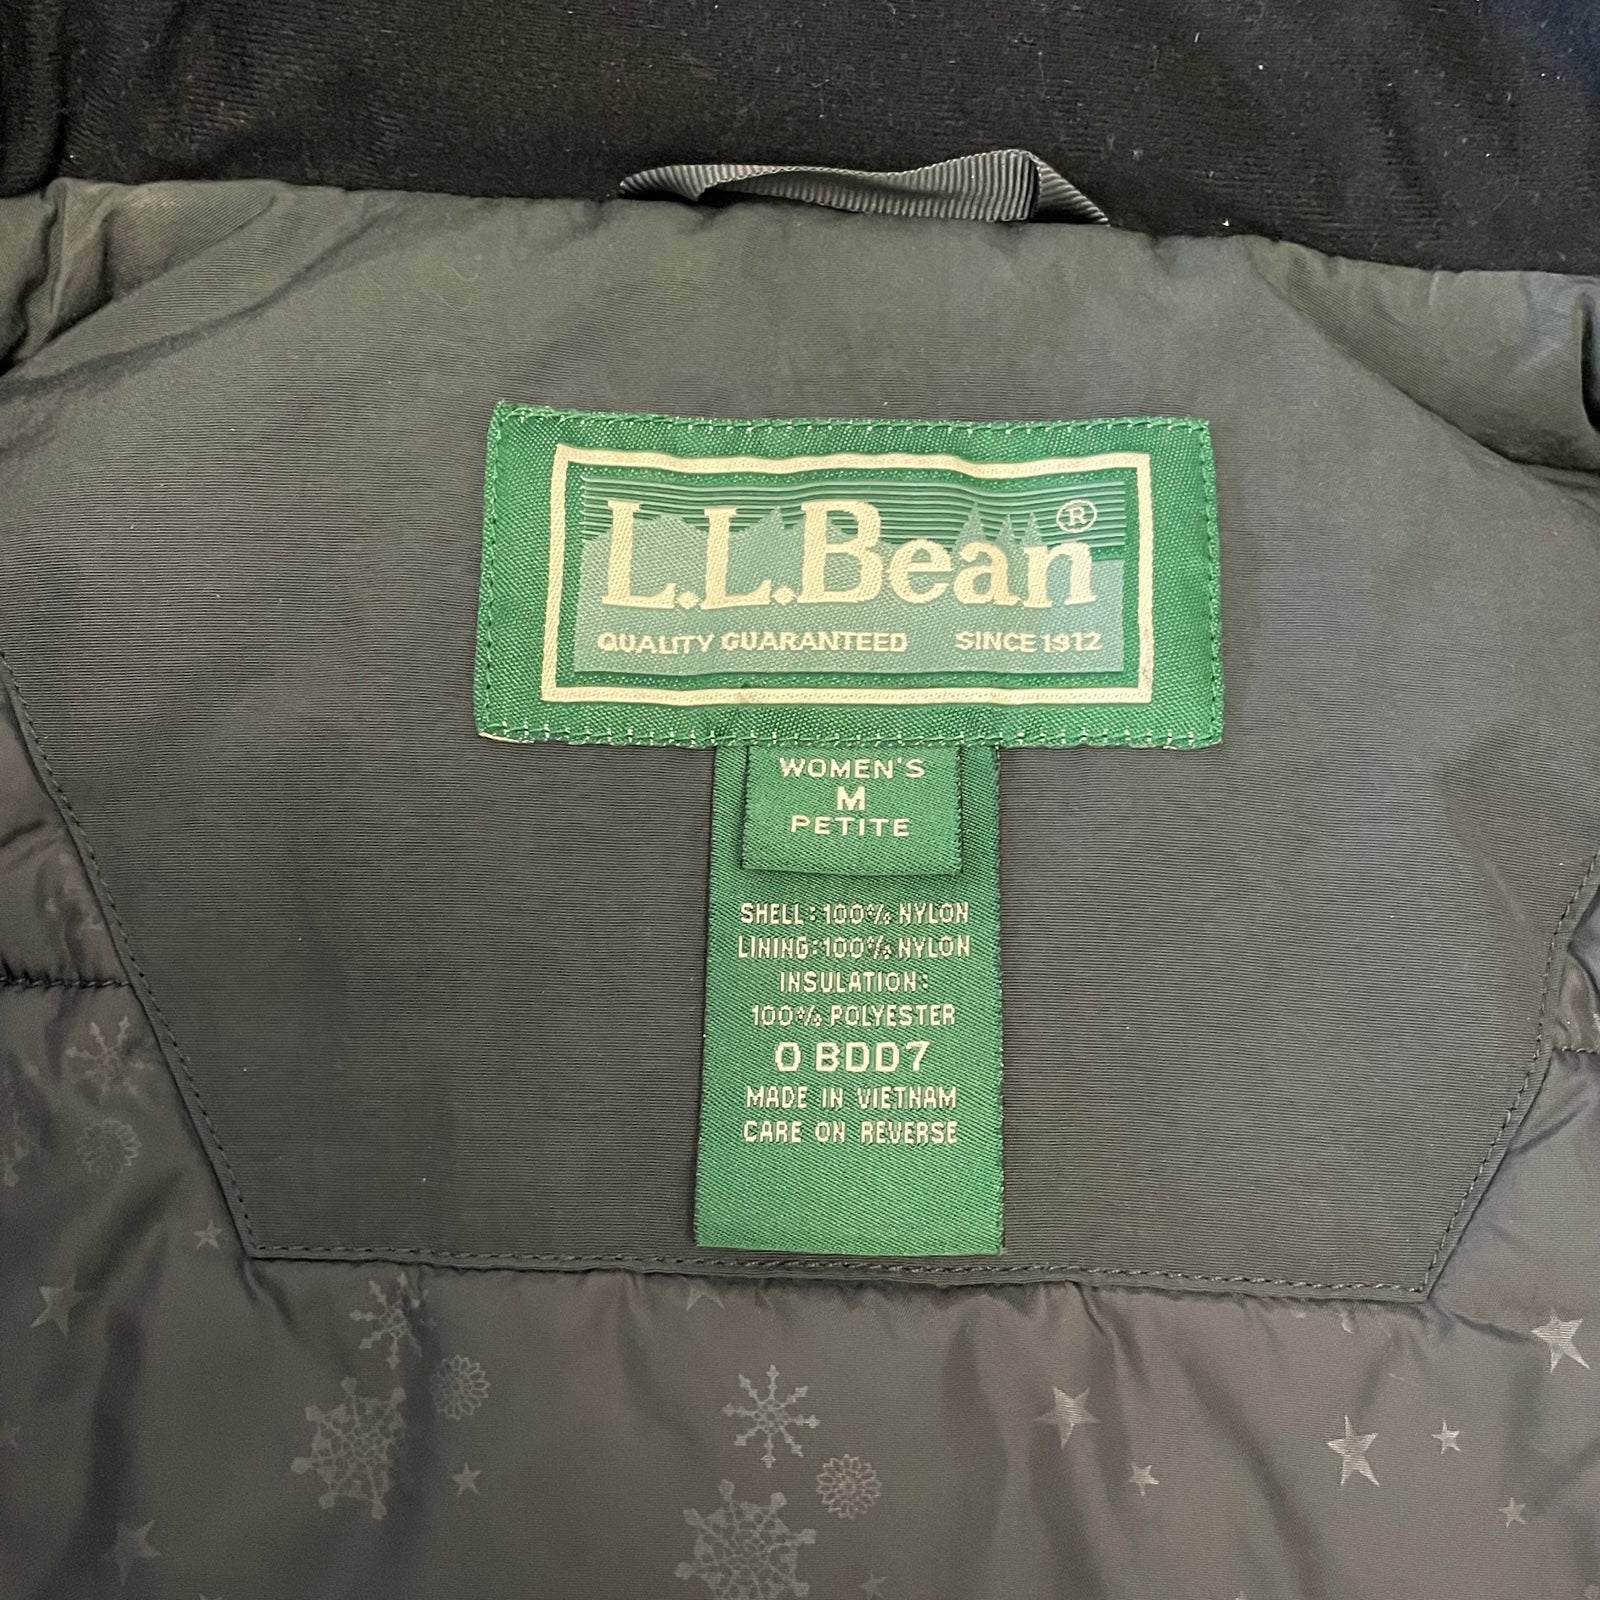 L.L.Bean®
QUALITY GUARANTEED SINCE 1912
WOMEN'S
M
PETITE
SHELL:100% NYLON
LINING:100% NYLON
INSULATION:
100% POLYESTER
0 BDD7
MADE IN VIETNAM
CARE ON REVERSE